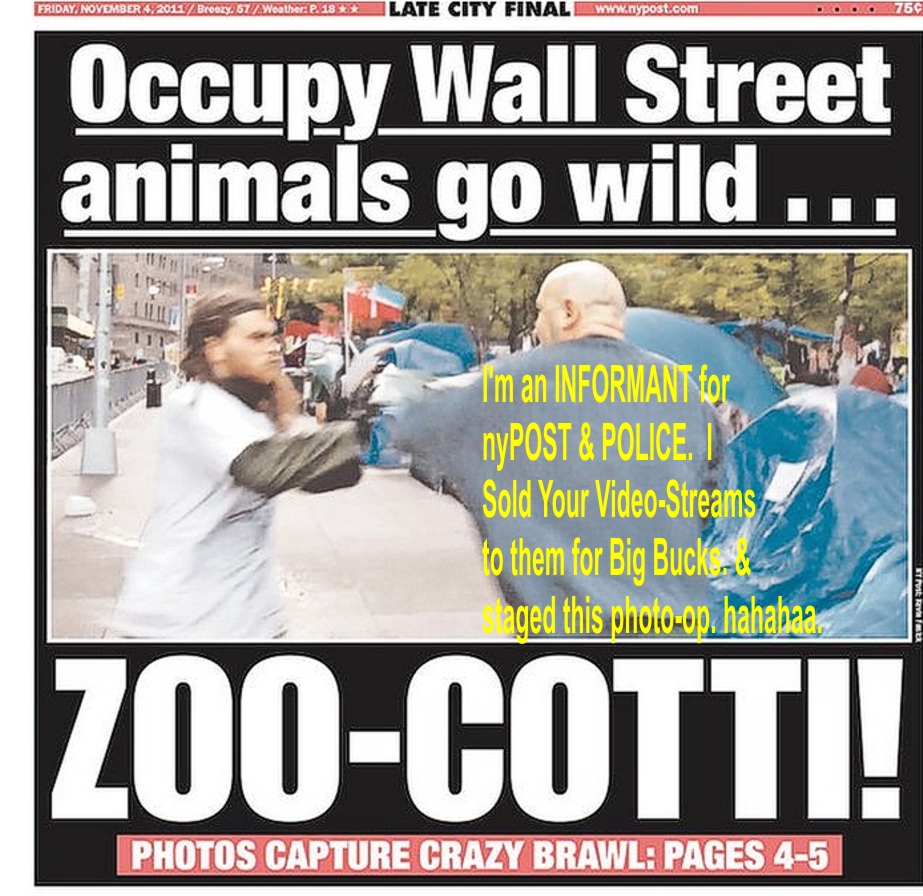 FRIDAY, NOVEMBER 4, 2011 / Breezy, 57 / Weather: P. 18 ★ ★ LATE CITY FINAL www.nypost.com 75¢
Occupy Wall Street
animals go wild . . .
I'm an INFORMANT for
nyPOST & POLICE. I
Sold Your Video-Streams
to them for Big Bucks. &
staged this photo-op. hahahaa.
ZOO-COTTI!
PHOTOS CAPTURE CRAZY BRAWL: PAGES 4-5